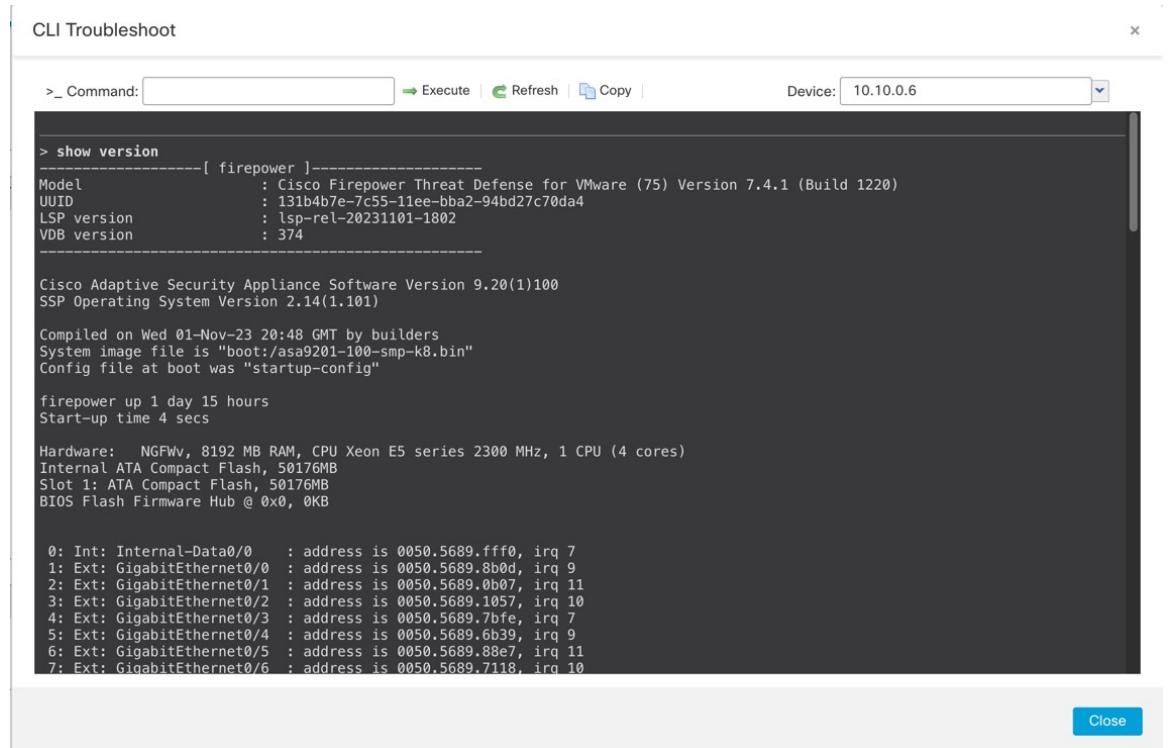 CLI Troubleshoot ×
>_ Command: Execute Refresh Copy Device: 10.10.0.6
> show version
-------------------[ firepower ]--------------------
Model                     : Cisco Firepower Threat Defense for VMware (75) Version 7.4.1 (Build 1220)
UUID                      : 131b4b7e-7c55-11ee-bba2-94bd27c70da4
LSP version               : lsp-rel-20231101-1802
VDB version               : 374
----------------------------------------------------
Cisco Adaptive Security Appliance Software Version 9.20(1)100
SSP Operating System Version 2.14(1.101)
Compiled on Wed 01-Nov-23 20:48 GMT by builders
System image file is "boot:/asa9201-100-smp-k8.bin"
Config file at boot was "startup-config"
firepower up 1 day 15 hours
Start-up time 4 secs
Hardware:   NGFWv, 8192 MB RAM, CPU Xeon E5 series 2300 MHz, 1 CPU (4 cores)
Internal ATA Compact Flash, 50176MB
Slot 1: ATA Compact Flash, 50176MB
BIOS Flash Firmware Hub @ 0x0, 0KB
0: Int: Internal-Data0/0    : address is 0050.5689.fff0, irq 7
1: Ext: GigabitEthernet0/0  : address is 0050.5689.8b0d, irq 9
2: Ext: GigabitEthernet0/1  : address is 0050.5689.0b07, irq 11
3: Ext: GigabitEthernet0/2  : address is 0050.5689.1057, irq 10
4: Ext: GigabitEthernet0/3  : address is 0050.5689.7bfe, irq 7
5: Ext: GigabitEthernet0/4  : address is 0050.5689.6b39, irq 9
6: Ext: GigabitEthernet0/5  : address is 0050.5689.88e7, irq 11
7: Ext: GigabitEthernet0/6  : address is 0050.5689.7118, irq 10
Close